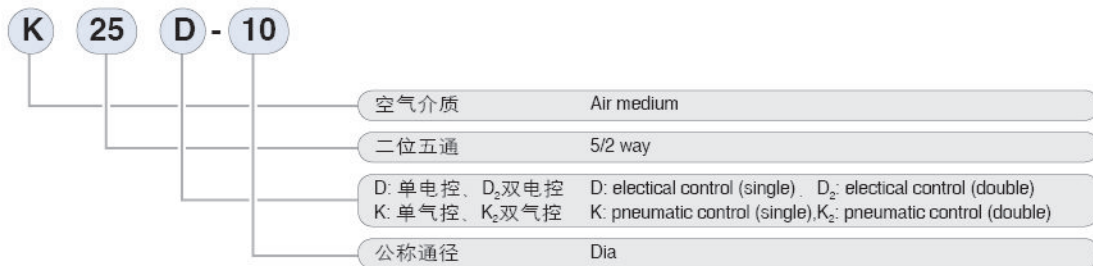 K 25 D - 10
空气介质 Air medium
二位五通 5/2 way
D: 单电控、D₂双电控 D: electical control (single)、D₂: electical control (double)
K: 单气控、K₂双气控 K: pneumatic control (single),K₂: pneumatic control (double)
公称通径 Dia